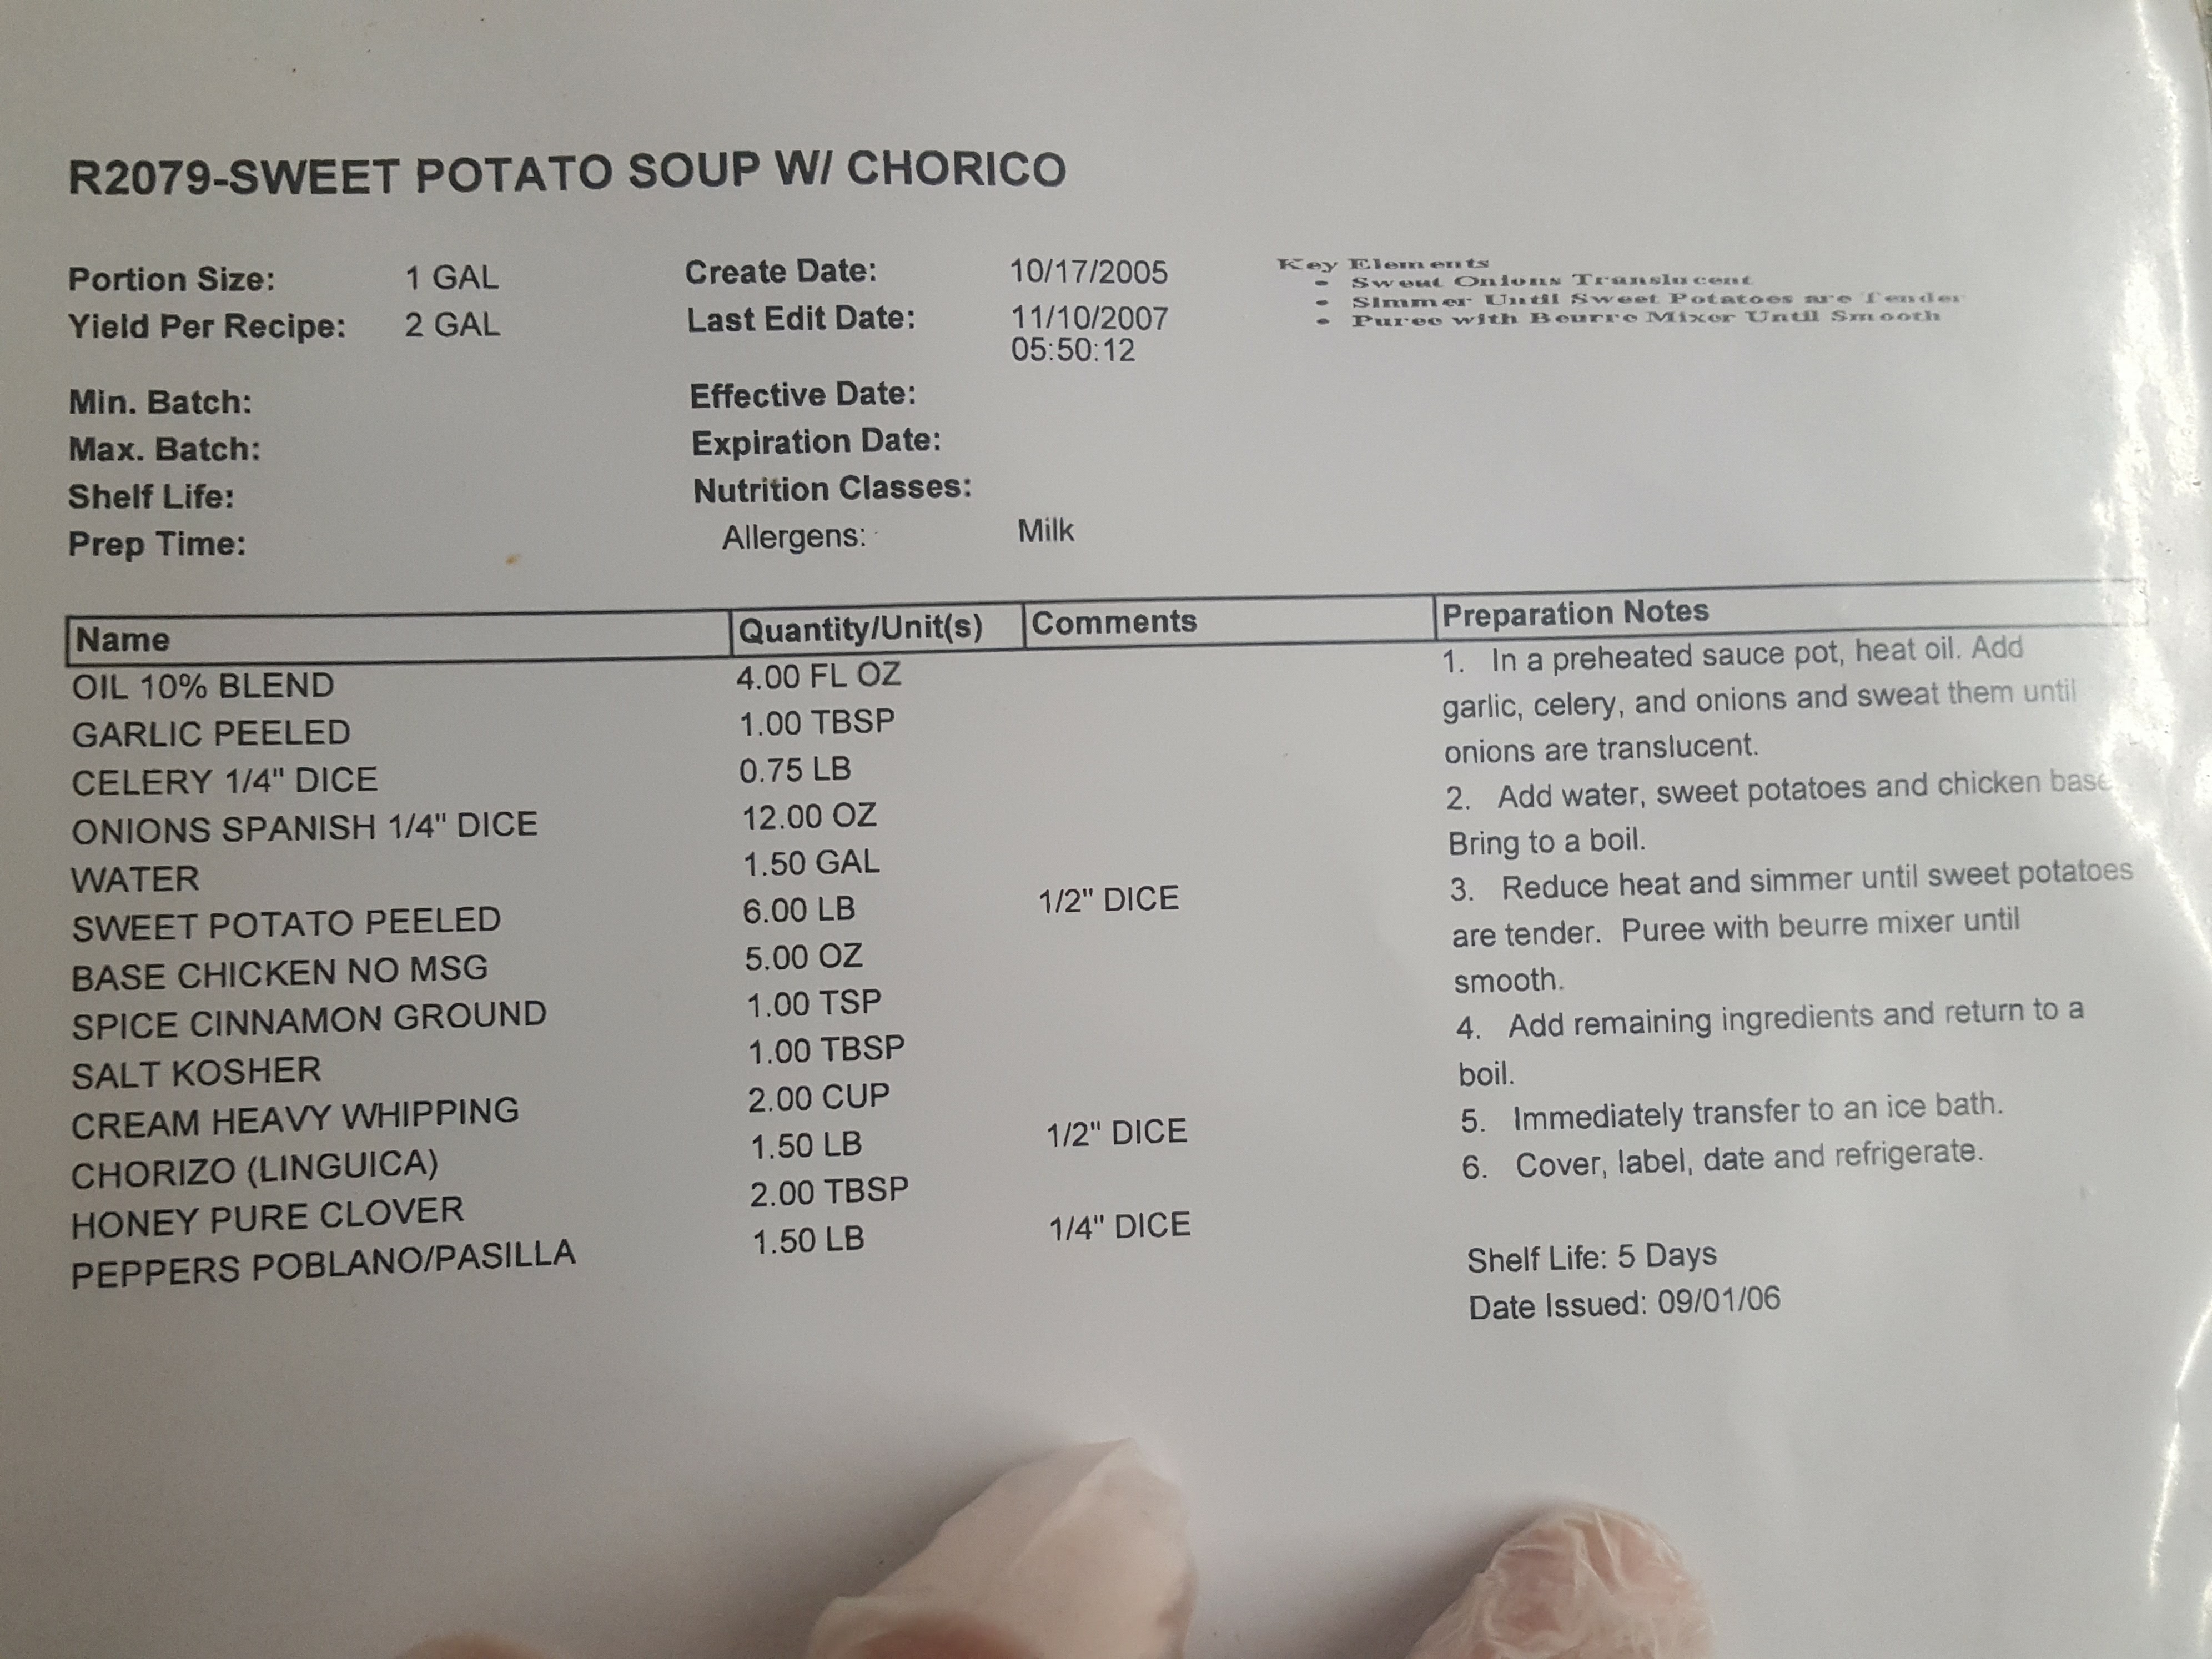 R2079-SWEET POTATO SOUP W/ CHORICO
Portion Size: 1 GAL
Yield Per Recipe: 2 GAL
Min. Batch:
Max. Batch:
Shelf Life:
Prep Time:
Create Date: 10/17/2005
Last Edit Date: 11/10/2007
05:50:12
Effective Date:
Expiration Date:
Nutrition Classes:
Allergens: Milk
Key Elements
• Sweat Onions Translucent
• Simmer Until Sweet Potatoes are Tender
• Puree with Beurre Mixer Until Smooth
Name Quantity/Unit(s) Comments Preparation Notes
OIL 10% BLEND 4.00 FL OZ
GARLIC PEELED 1.00 TBSP
CELERY 1/4" DICE 0.75 LB
ONIONS SPANISH 1/4" DICE 12.00 OZ
WATER 1.50 GAL
SWEET POTATO PEELED 6.00 LB 1/2" DICE
BASE CHICKEN NO MSG 5.00 OZ
SPICE CINNAMON GROUND 1.00 TSP
SALT KOSHER 1.00 TBSP
CREAM HEAVY WHIPPING 2.00 CUP
CHORIZO (LINGUICA) 1.50 LB 1/2" DICE
HONEY PURE CLOVER 2.00 TBSP
PEPPERS POBLANO/PASILLA 1.50 LB 1/4" DICE
1. In a preheated sauce pot, heat oil. Add
garlic, celery, and onions and sweat them until
onions are translucent.
2. Add water, sweet potatoes and chicken base
Bring to a boil.
3. Reduce heat and simmer until sweet potatoes
are tender. Puree with beurre mixer until
smooth.
4. Add remaining ingredients and return to a
boil.
5. Immediately transfer to an ice bath.
6. Cover, label, date and refrigerate.
Shelf Life: 5 Days
Date Issued: 09/01/06